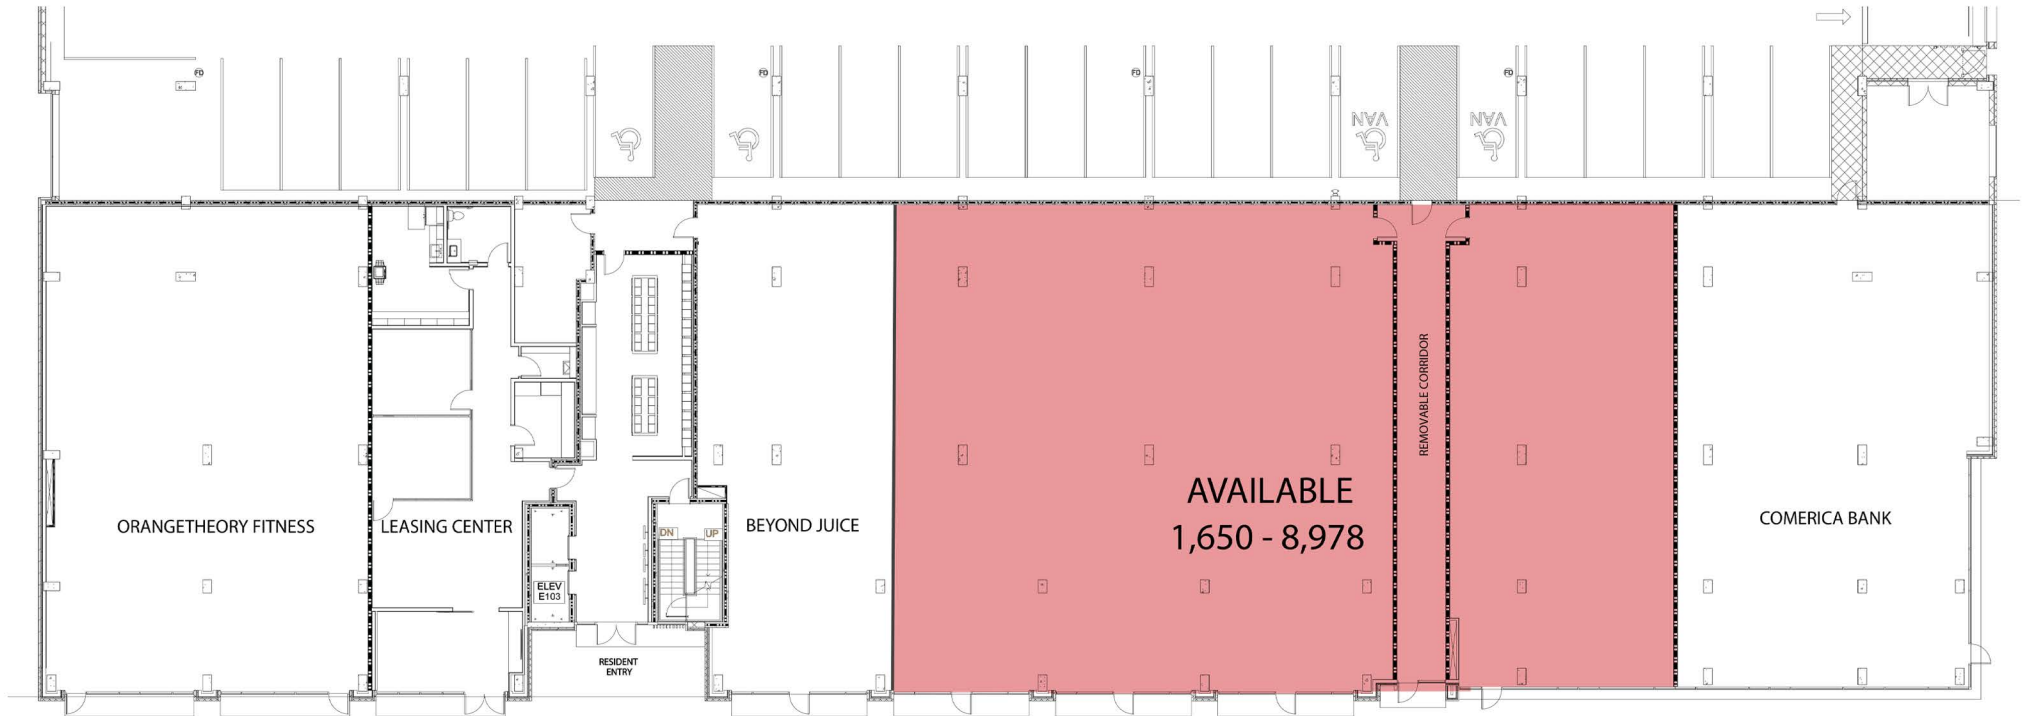 FD
FD
FD
FD
VAN
VAN
REMOVABLE CORRIDOR
AVAILABLE
1,650 - 8,978
ORANGETHEORY FITNESS
LEASING CENTER
BEYOND JUICE
COMERICA BANK
DN
UP
ELEV
E103
RESIDENT
ENTRY